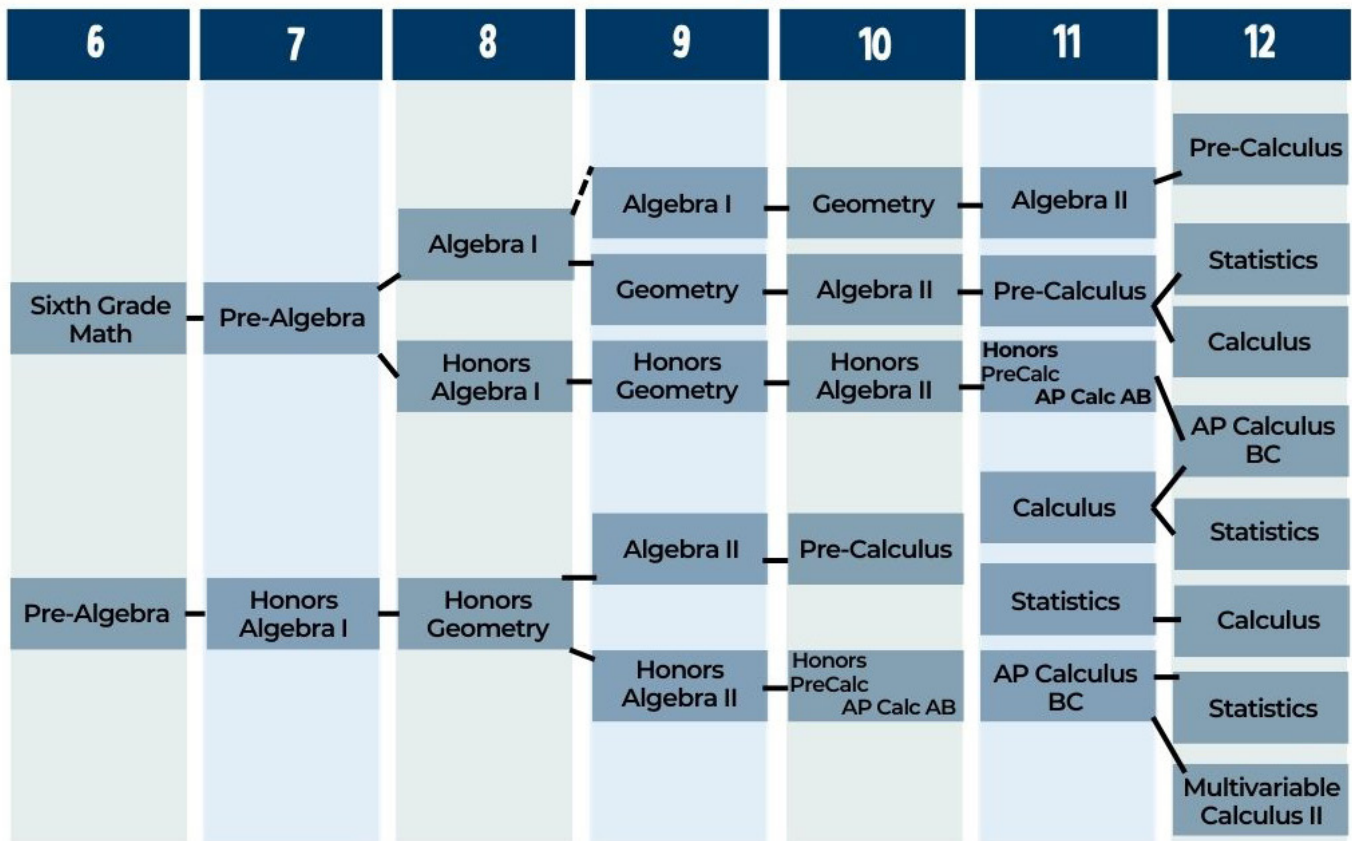 6
7
8
9
10
11
12
Sixth Grade
Math
Pre-Algebra
Pre-Algebra
Honors
Algebra I
Algebra I
Honors
Algebra I
Honors
Geometry
Algebra I
Geometry
Honors
Geometry
Algebra II
Honors
Algebra II
Geometry
Algebra II
Honors
Algebra II
Pre-Calculus
Honors
PreCalc
AP Calc AB
Algebra II
Pre-Calculus
Honors
PreCalc
AP Calc AB
Calculus
Statistics
AP Calculus
BC
Pre-Calculus
Statistics
Calculus
AP Calculus
BC
Statistics
Calculus
Statistics
Multivariable
Calculus II